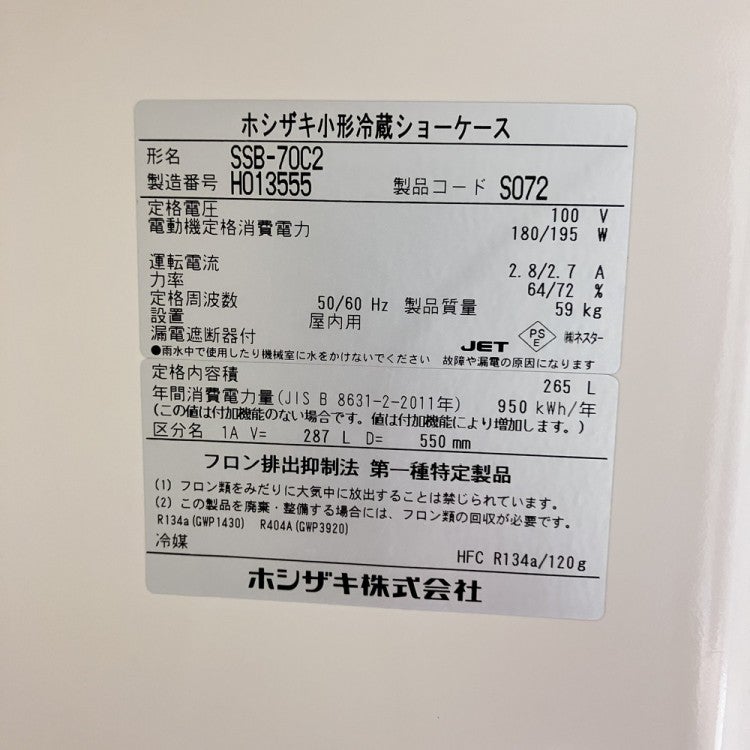 ホシザキ小形冷蔵ショーケース
形名 SSB-70C2
製造番号 H013555 製品コード S072
定格電圧 100 V
電動機定格消費電力 180/195 W
運転電流 2.8/2.7 A
力率 64/72 %
定格周波数 50/60 Hz 製品質量 59 kg
設置 屋内用
漏電遮断器付 JET PSE ㈱ネスター
●雨水中で使用したり機械室に水をかけないでください 故障や漏電の原因になります
定格内容積 265 L
年間消費電力量(JIS B 8631-2-2011年) 950 kWh/年
(この値は付加機能のない場合です。値は付加機能により増加します。)
区分名 1A V= 287 L D= 550 mm
フロン排出抑制法 第一種特定製品
(1) フロン類をみだりに大気中に放出することは禁じられています。
(2) この製品を廃棄・整備する場合には、フロン類の回収が必要です。
R134a(GWP1430) R404A(GWP3920)
冷媒 HFC R134a/120g
ホシザキ株式会社